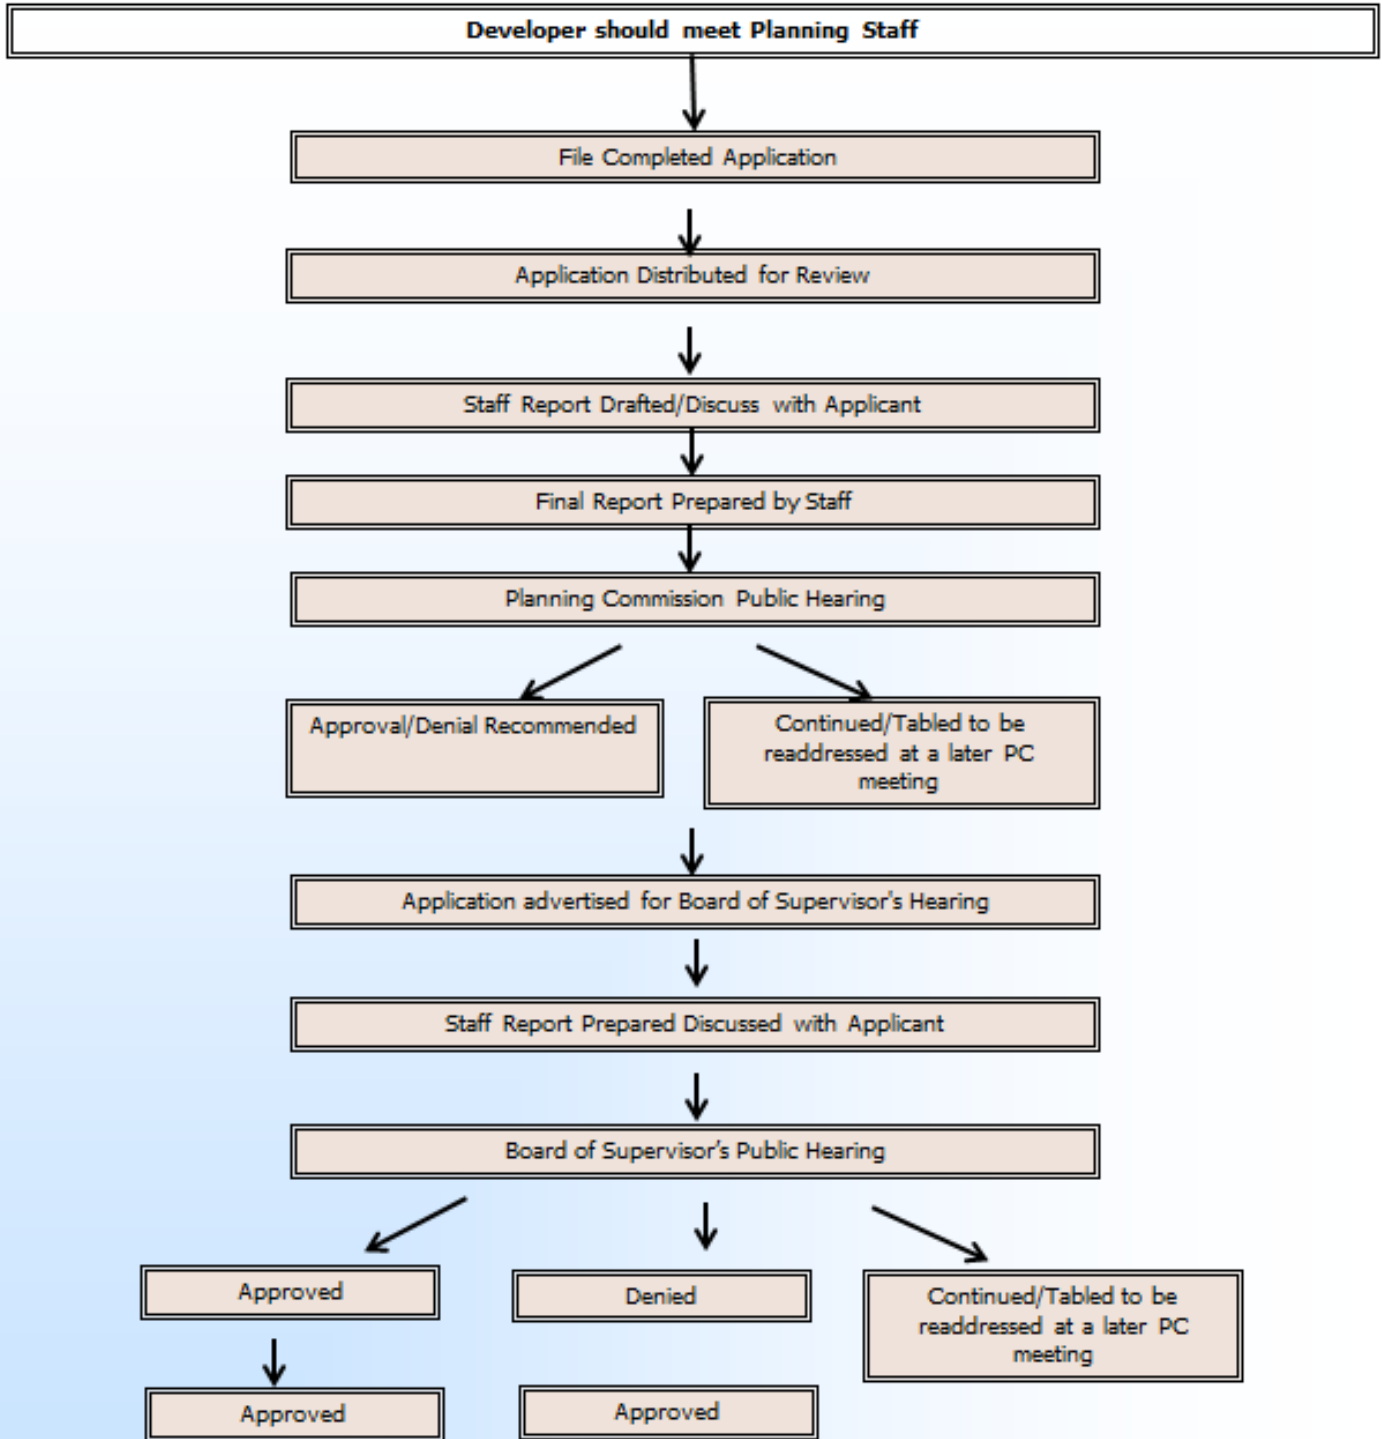 Developer should meet Planning Staff
File Completed Application
Application Distributed for Review
Staff Report Drafted/Discuss with Applicant
Final Report Prepared by Staff
Planning Commission Public Hearing
Approval/Denial Recommended
Continued/Tabled to be
readdressed at a later PC
meeting
Application advertised for Board of Supervisor's Hearing
Staff Report Prepared Discussed with Applicant
Board of Supervisor’s Public Hearing
Approved
Denied
Continued/Tabled to be
readdressed at a later PC
meeting
Approved
Approved